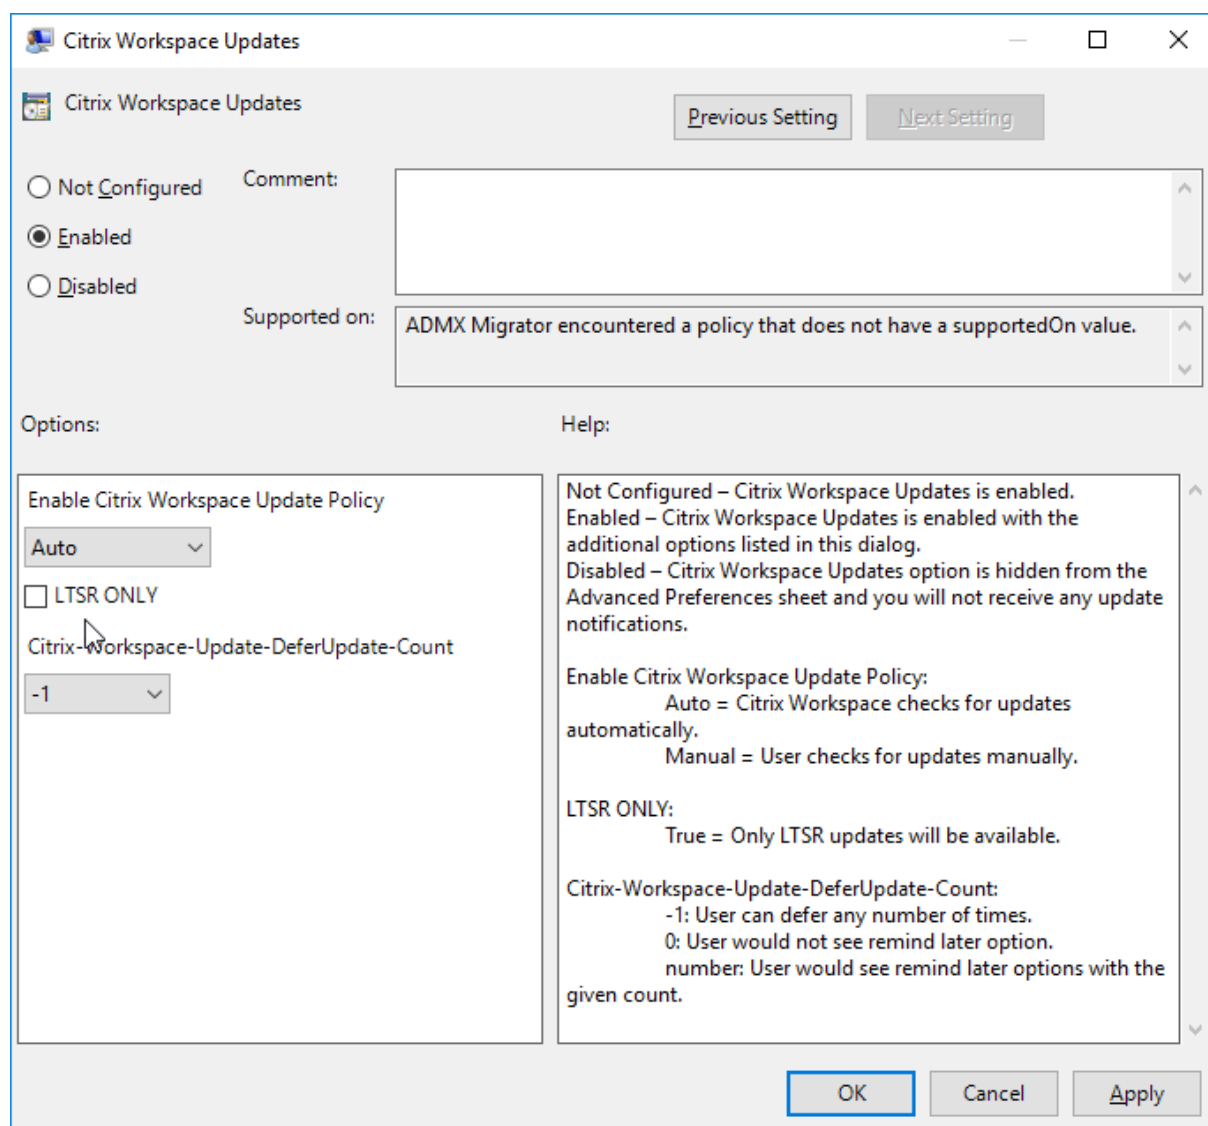 Citrix Workspace Updates
Citrix Workspace Updates
Previous Setting
Next Setting
Not Configured
Comment:
Enabled
Disabled
Supported on:
ADMX Migrator encountered a policy that does not have a supportedOn value.
Options:
Help:
Enable Citrix Workspace Update Policy
Auto
LTSR ONLY
Citrix-Workspace-Update-DeferUpdate-Count
-1
Not Configured – Citrix Workspace Updates is enabled.
Enabled – Citrix Workspace Updates is enabled with the
additional options listed in this dialog.
Disabled – Citrix Workspace Updates option is hidden from the
Advanced Preferences sheet and you will not receive any update
notifications.
Enable Citrix Workspace Update Policy:
Auto = Citrix Workspace checks for updates
automatically.
Manual = User checks for updates manually.
LTSR ONLY:
True = Only LTSR updates will be available.
Citrix-Workspace-Update-DeferUpdate-Count:
-1: User can defer any number of times.
0: User would not see remind later option.
number: User would see remind later options with the
given count.
OK
Cancel
Apply